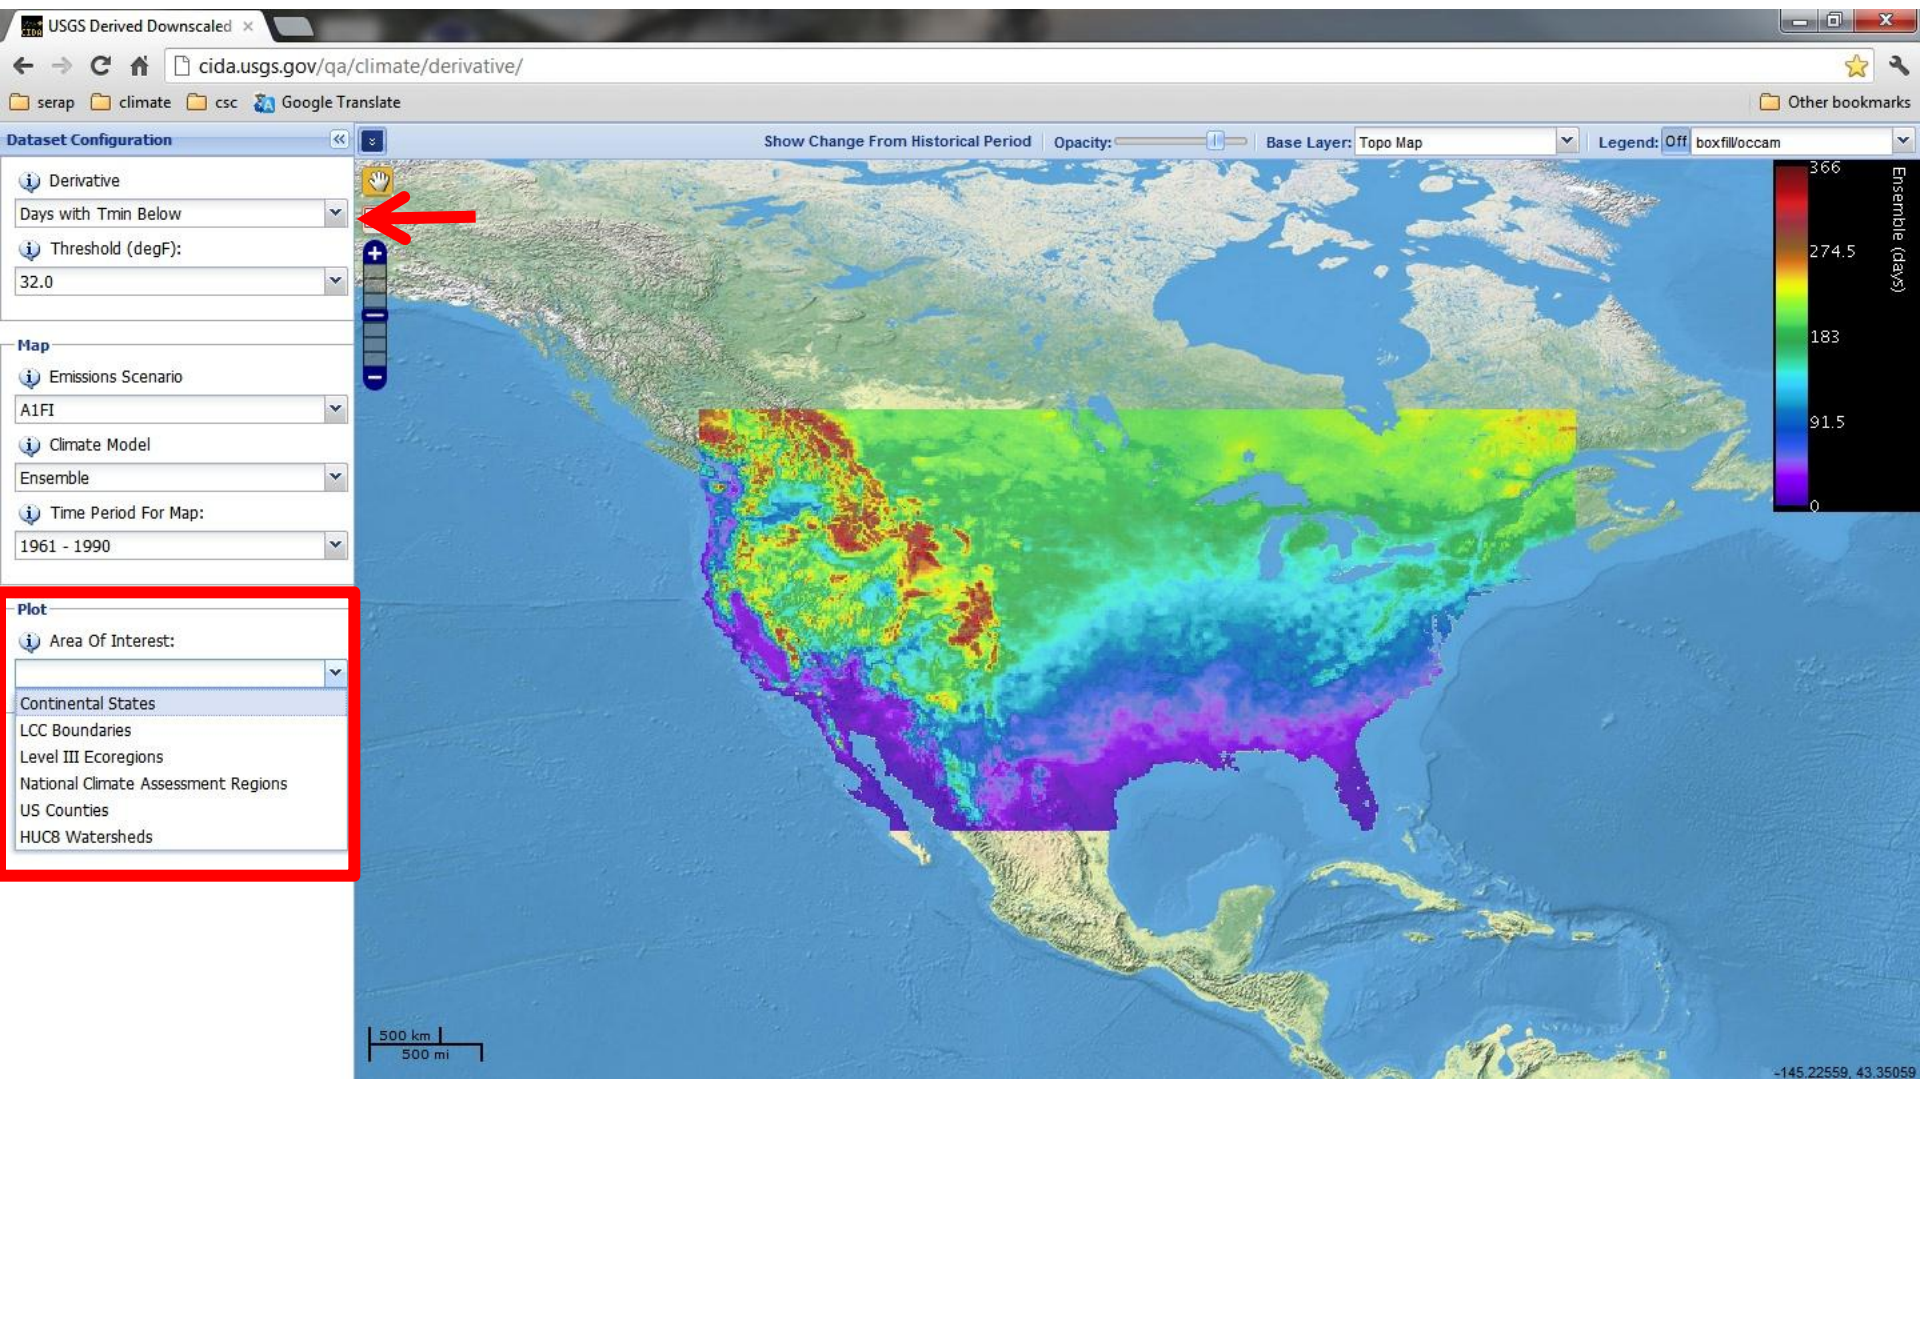 USGS Derived Downscaled
cida.usgs.gov/qa/climate/derivative/
serap climate csc Google Translate Other bookmarks
Dataset Configuration
Show Change From Historical Period Opacity: Base Layer: Topo Map Legend: Off boxfill/occam
Derivative
Days with Tmin Below
Threshold (degF):
32.0
Map
Emissions Scenario
A1FI
Climate Model
Ensemble
Time Period For Map:
1961 - 1990
Plot
Area Of Interest:
Continental States
LCC Boundaries
Level III Ecoregions
National Climate Assessment Regions
US Counties
HUC8 Watersheds
366
274.5
183
91.5
0
Ensemble (days)
500 km
500 mi
-145.22559, 43.35059